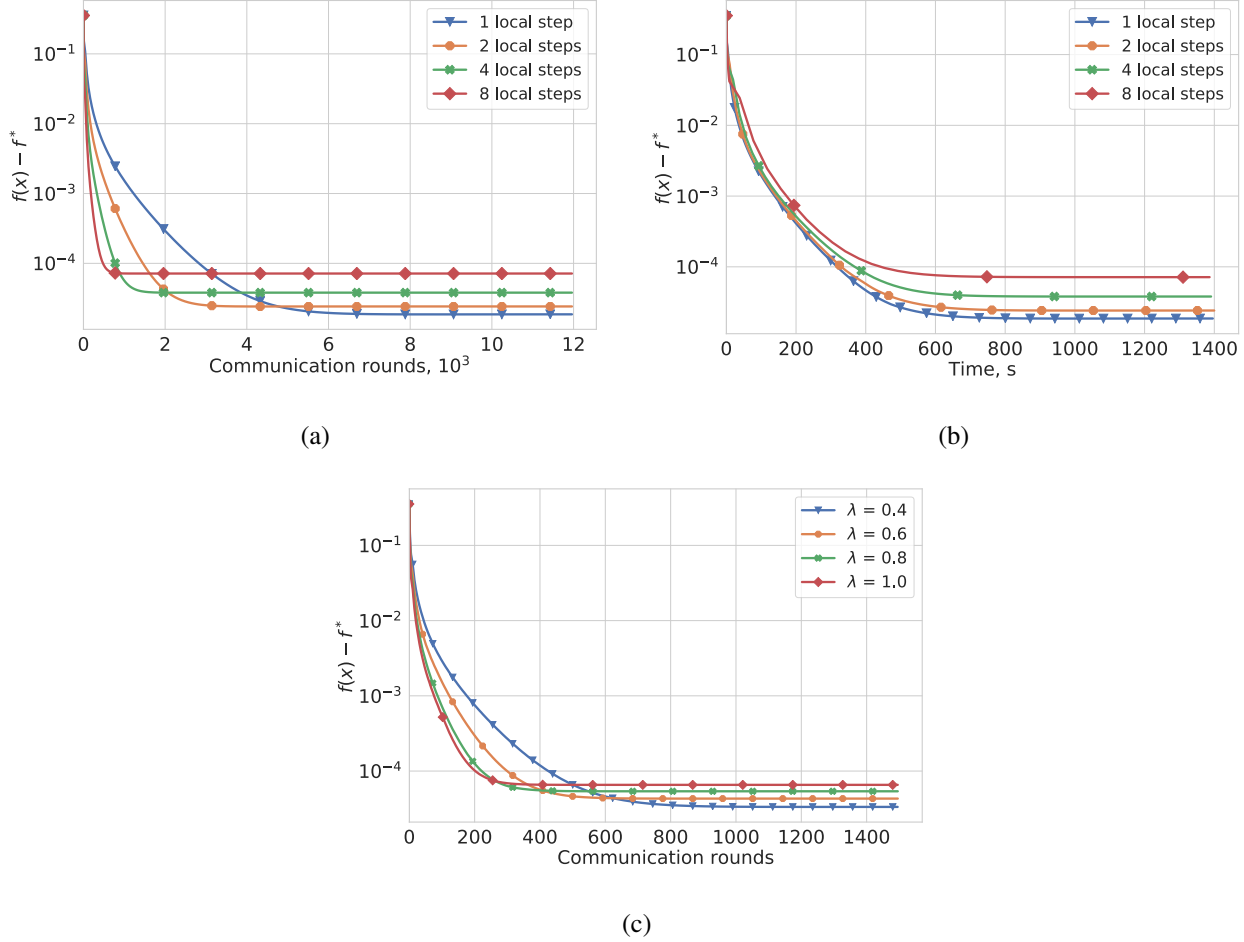 1 local step
2 local steps
4 local steps
8 local steps
10⁻¹
10⁻²
10⁻³
10⁻⁴
f(x) − f*
0 2 4 6 8 10 12
Communication rounds, 10³
(a)
1 local step
2 local steps
4 local steps
8 local steps
10⁻¹
10⁻²
10⁻³
10⁻⁴
f(x) − f*
0 200 400 600 800 1000 1200 1400
Time, s
(b)
λ = 0.4
λ = 0.6
λ = 0.8
λ = 1.0
10⁻¹
10⁻²
10⁻³
10⁻⁴
f(x) − f*
0 200 400 600 800 1000 1200 1400
Communication rounds
(c)